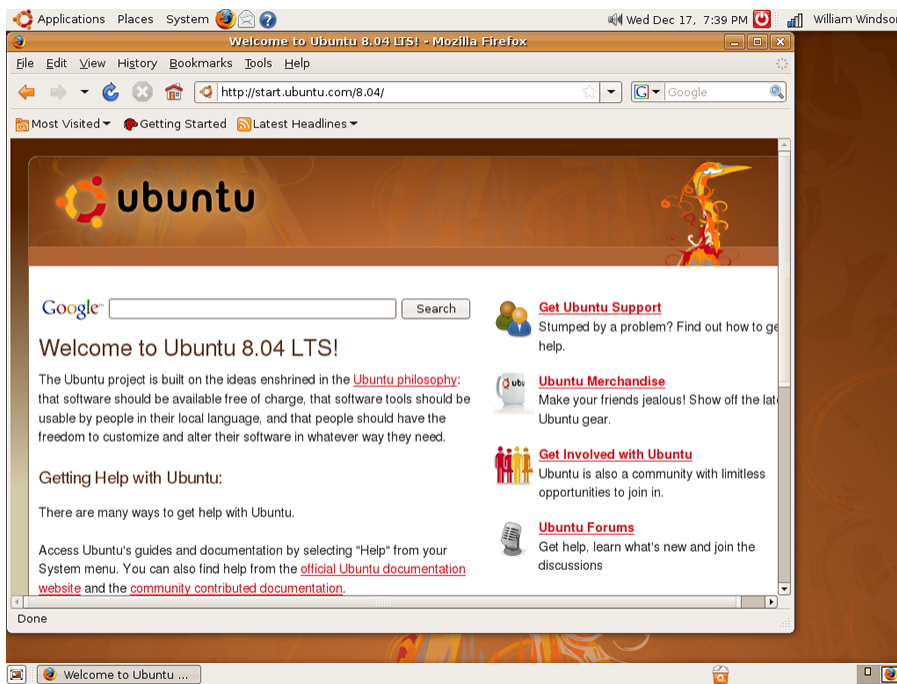 Applications Places System Wed Dec 17, 7:39 PM William Windsor
Welcome to Ubuntu 8.04 LTS! - Mozilla Firefox
File Edit View History Bookmarks Tools Help
http://start.ubuntu.com/8.04/ G Google
Most Visited Getting Started Latest Headlines
ubuntu
Google Search
Welcome to Ubuntu 8.04 LTS!
The Ubuntu project is built on the ideas enshrined in the Ubuntu philosophy:
that software should be available free of charge, that software tools should be
usable by people in their local language, and that people should have the
freedom to customize and alter their software in whatever way they need.
Getting Help with Ubuntu:
There are many ways to get help with Ubuntu.
Access Ubuntu's guides and documentation by selecting "Help" from your
System menu. You can also find help from the official Ubuntu documentation
website and the community contributed documentation.
Get Ubuntu Support
Stumped by a problem? Find out how to ge
help.
ubu
Ubuntu Merchandise
Make your friends jealous! Show off the lat
Ubuntu gear.
Get Involved with Ubuntu
Ubuntu is also a community with limitless
opportunities to join in.
Ubuntu Forums
Get help, learn what's new and join the
discussions
Done
Welcome to Ubuntu ...